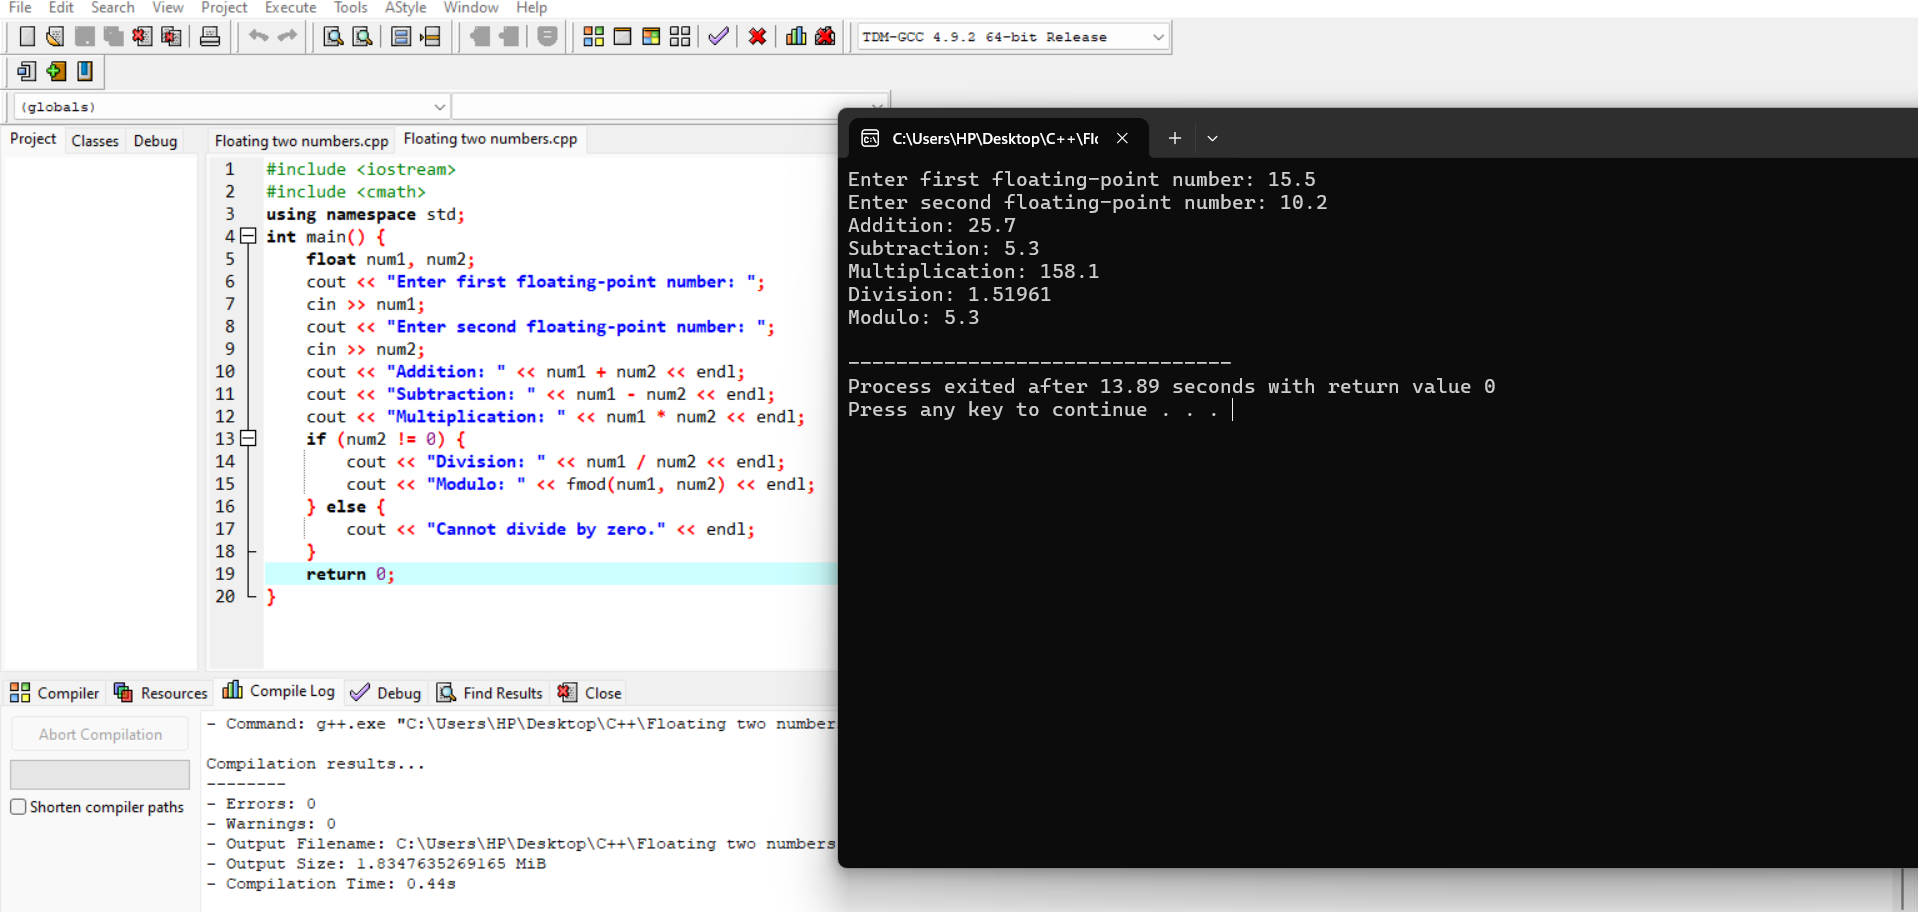 File Edit Search View Project Execute Tools AStyle Window Help
TDM-GCC 4.9.2 64-bit Release
(globals)
Project Classes Debug
Floating two numbers.cpp Floating two numbers.cpp
1 #include <iostream>
2 #include <cmath>
3 using namespace std;
4 int main() {
5 float num1, num2;
6 cout << "Enter first floating-point number: ";
7 cin >> num1;
8 cout << "Enter second floating-point number: ";
9 cin >> num2;
10 cout << "Addition: " << num1 + num2 << endl;
11 cout << "Subtraction: " << num1 - num2 << endl;
12 cout << "Multiplication: " << num1 * num2 << endl;
13 if (num2 != 0) {
14 cout << "Division: " << num1 / num2 << endl;
15 cout << "Modulo: " << fmod(num1, num2) << endl;
16 } else {
17 cout << "Cannot divide by zero." << endl;
18 }
19 return 0;
20 }
C:\Users\HP\Desktop\C++\Flo
Enter first floating-point number: 15.5
Enter second floating-point number: 10.2
Addition: 25.7
Subtraction: 5.3
Multiplication: 158.1
Division: 1.51961
Modulo: 5.3
--------------------------------
Process exited after 13.89 seconds with return value 0
Press any key to continue . . .
Compiler Resources Compile Log Debug Find Results Close
Abort Compilation
Shorten compiler paths
- Command: g++.exe "C:\Users\HP\Desktop\C++\Floating two number
Compilation results...
--------
- Errors: 0
- Warnings: 0
- Output Filename: C:\Users\HP\Desktop\C++\Floating two numbers
- Output Size: 1.8347635269165 MiB
- Compilation Time: 0.44s